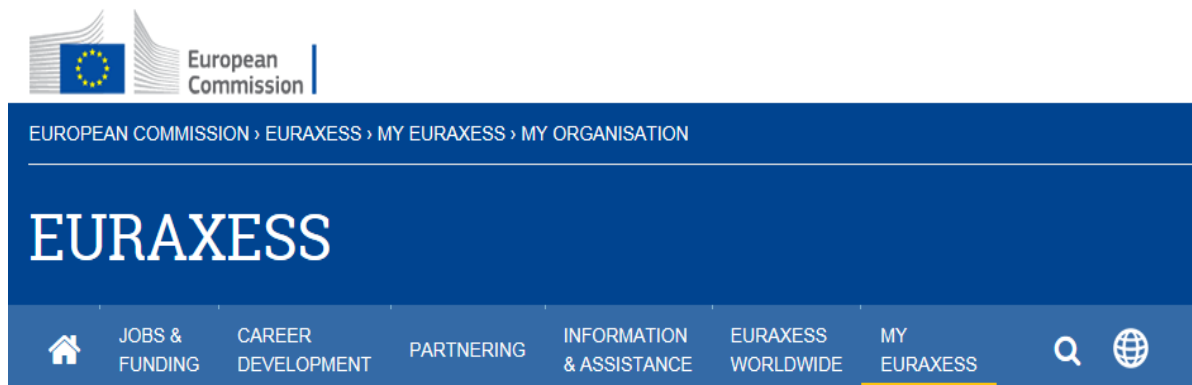 European
Commission
EUROPEAN COMMISSION › EURAXESS › MY EURAXESS › MY ORGANISATION
EURAXESS
JOBS &
FUNDING
CAREER
DEVELOPMENT
PARTNERING
INFORMATION
& ASSISTANCE
EURAXESS
WORLDWIDE
MY
EURAXESS